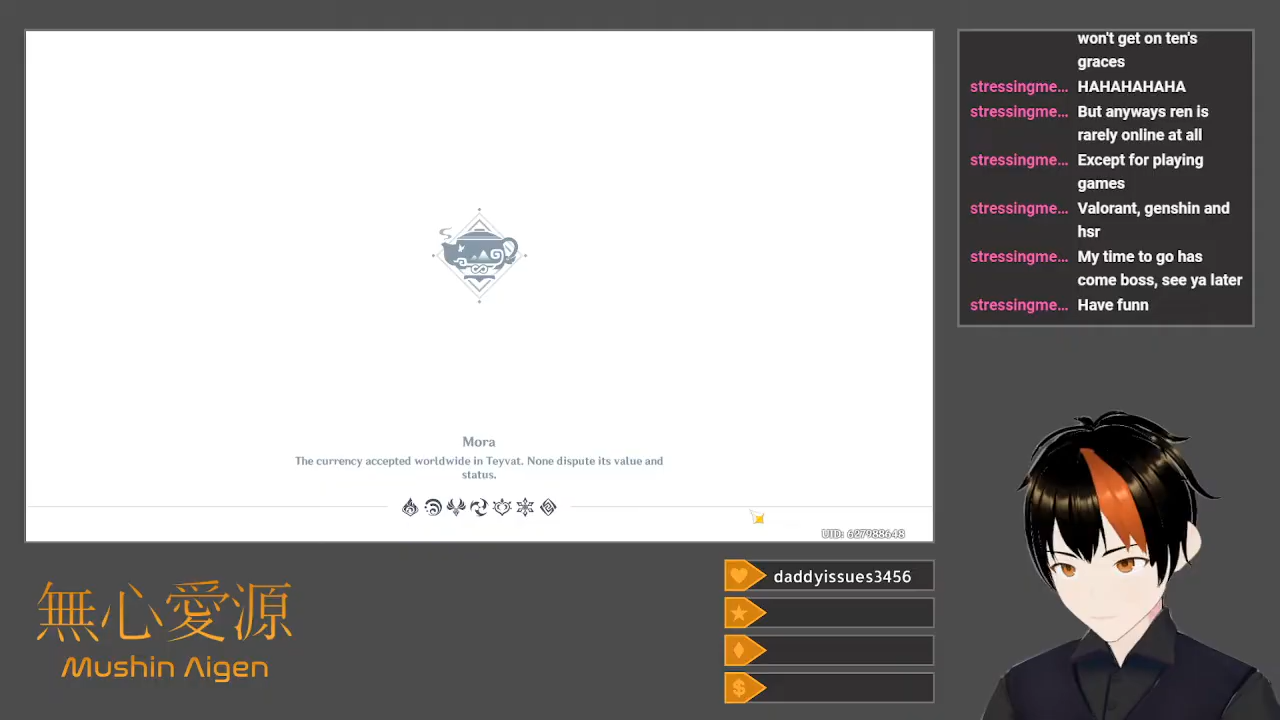 won't get on ten's
graces
stressingme... HAHAHAHAHA
stressingme... But anyways ren is
rarely online at all
stressingme... Except for playing
games
stressingme... Valorant, genshin and
hsr
stressingme... My time to go has
come boss, see ya later
stressingme... Have funn
Mora
The currency accepted worldwide in Teyvat. None dispute its value and
status.
UID: 627988648
daddyissues3456
$
無心愛源
Mushin Aigen